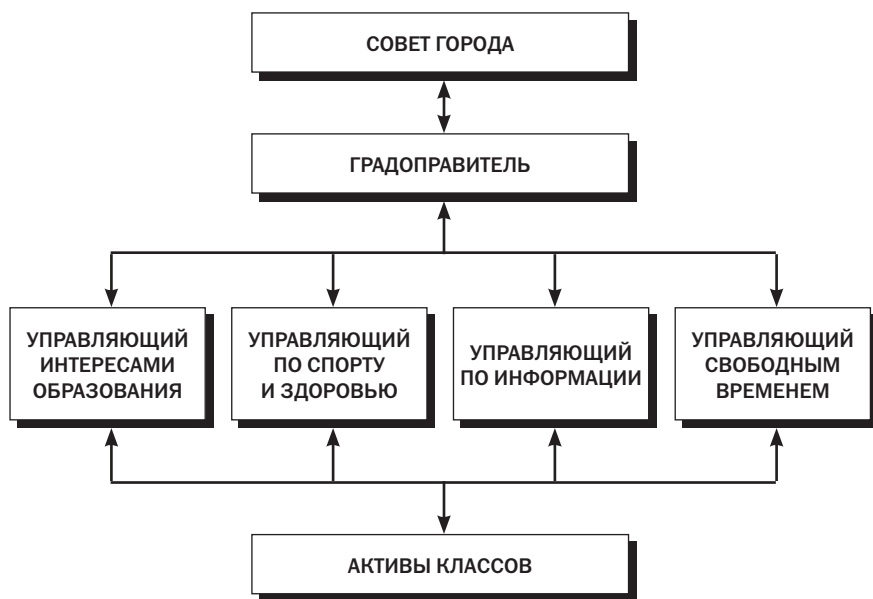 СОВЕТ ГОРОДА
ГРАДОПРАВИТЕЛЬ
УПРАВЛЯЮЩИЙ
ИНТЕРЕСАМИ
ОБРАЗОВАНИЯ
УПРАВЛЯЮЩИЙ
ПО СПОРТУ
И ЗДОРОВЬЮ
УПРАВЛЯЮЩИЙ
ПО ИНФОРМАЦИИ
УПРАВЛЯЮЩИЙ
СВОБОДНЫМ
ВРЕМЕНЕМ
АКТИВЫ КЛАССОВ